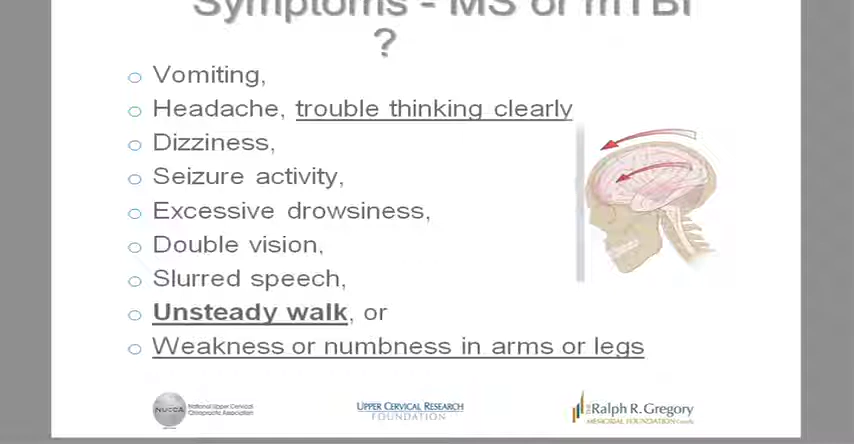 Symptoms - MS or mTBI
?
Vomiting,
Headache, trouble thinking clearly
Dizziness,
Seizure activity,
Excessive drowsiness,
Double vision,
Slurred speech,
Unsteady walk, or
Weakness or numbness in arms or legs
NUCCA
National Upper Cervical
Chiropractic Association
UPPER CERVICAL RESEARCH
FOUNDATION
THE
Ralph R. Gregory
MEMORIAL FOUNDATION